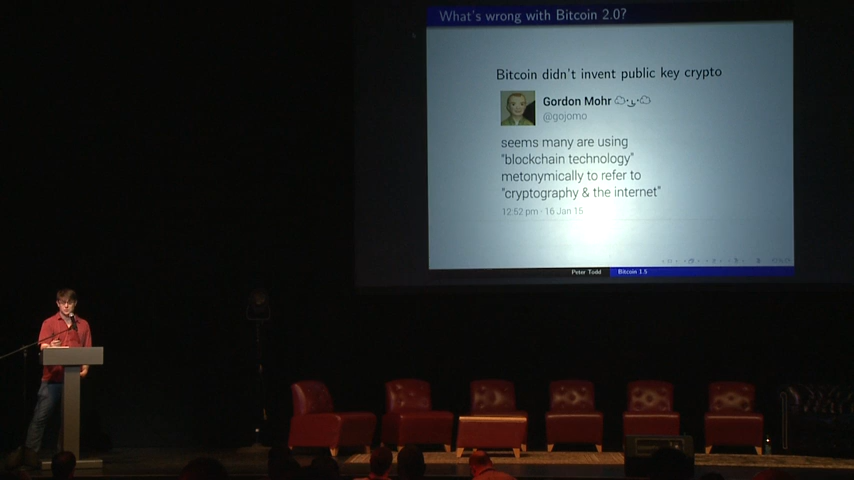 What's wrong with Bitcoin 2.0?
Bitcoin didn't invent public key crypto
Gordon Mohr
@gojomo
seems many are using
"blockchain technology"
metonymically to refer to
"cryptography & the internet"
12:52 pm · 16 Jan 15
Peter Todd
Bitcoin 1.5